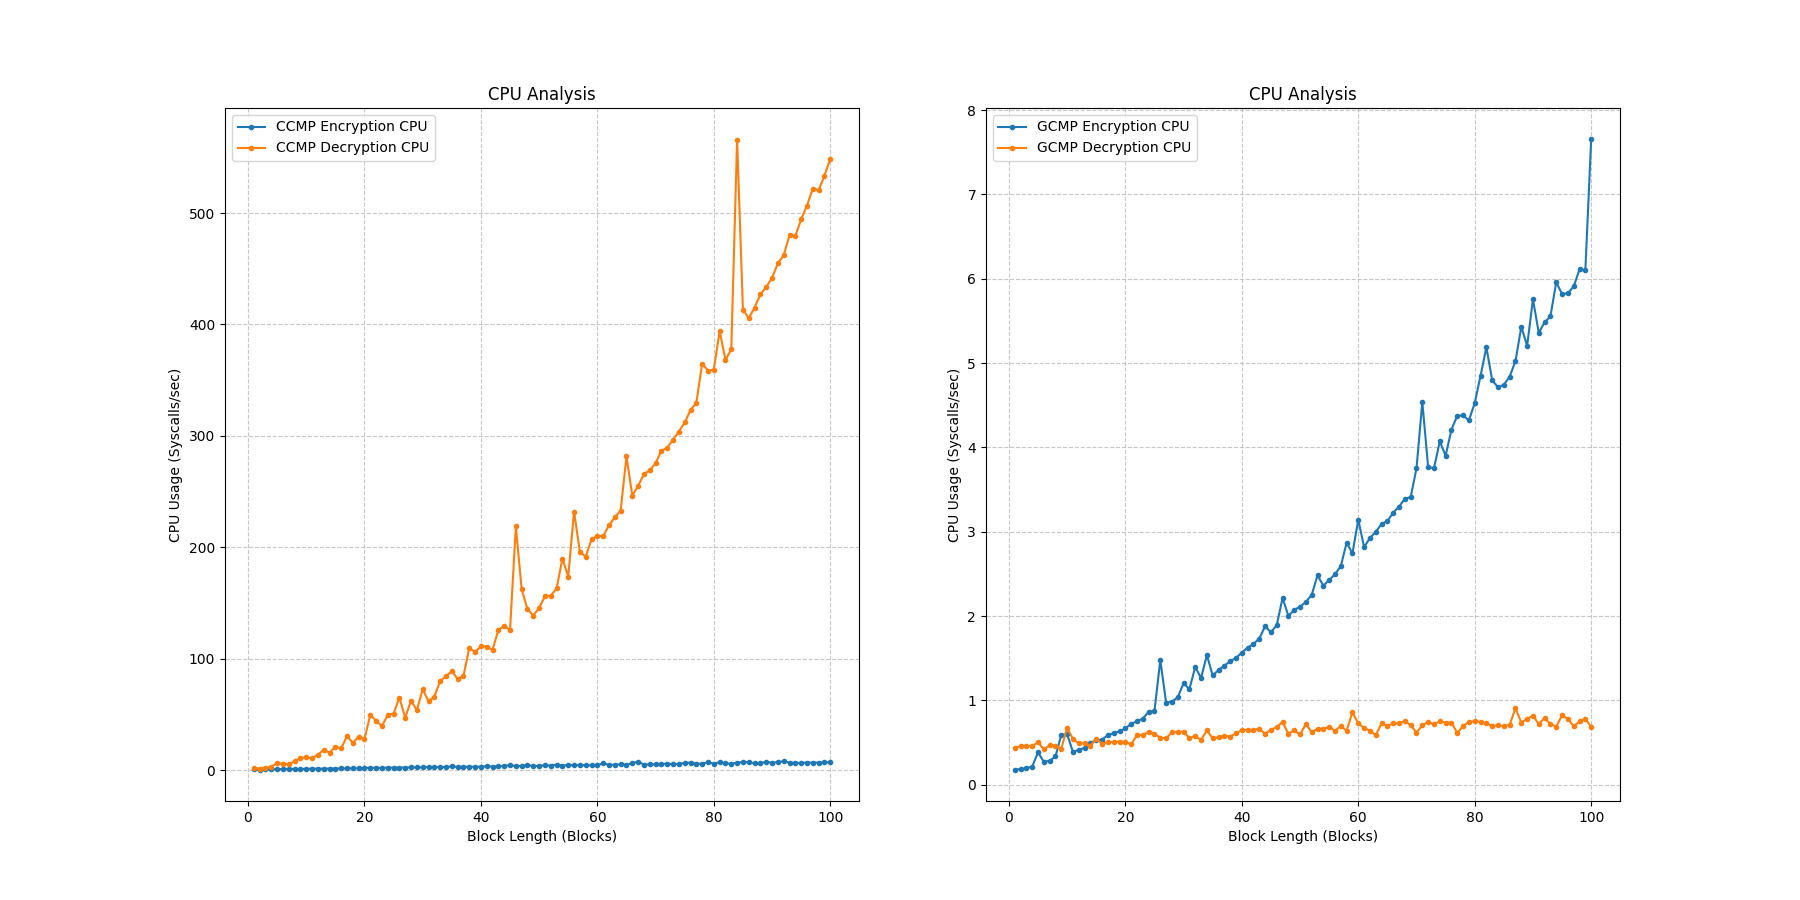 CPU Analysis
CCMP Encryption CPU
CCMP Decryption CPU
CPU Usage (Syscalls/sec)
500
400
300
200
100
0
0 20 40 60 80 100
Block Length (Blocks)
CPU Analysis
GCMP Encryption CPU
GCMP Decryption CPU
CPU Usage (Syscalls/sec)
8
7
6
5
4
3
2
1
0
0 20 40 60 80 100
Block Length (Blocks)